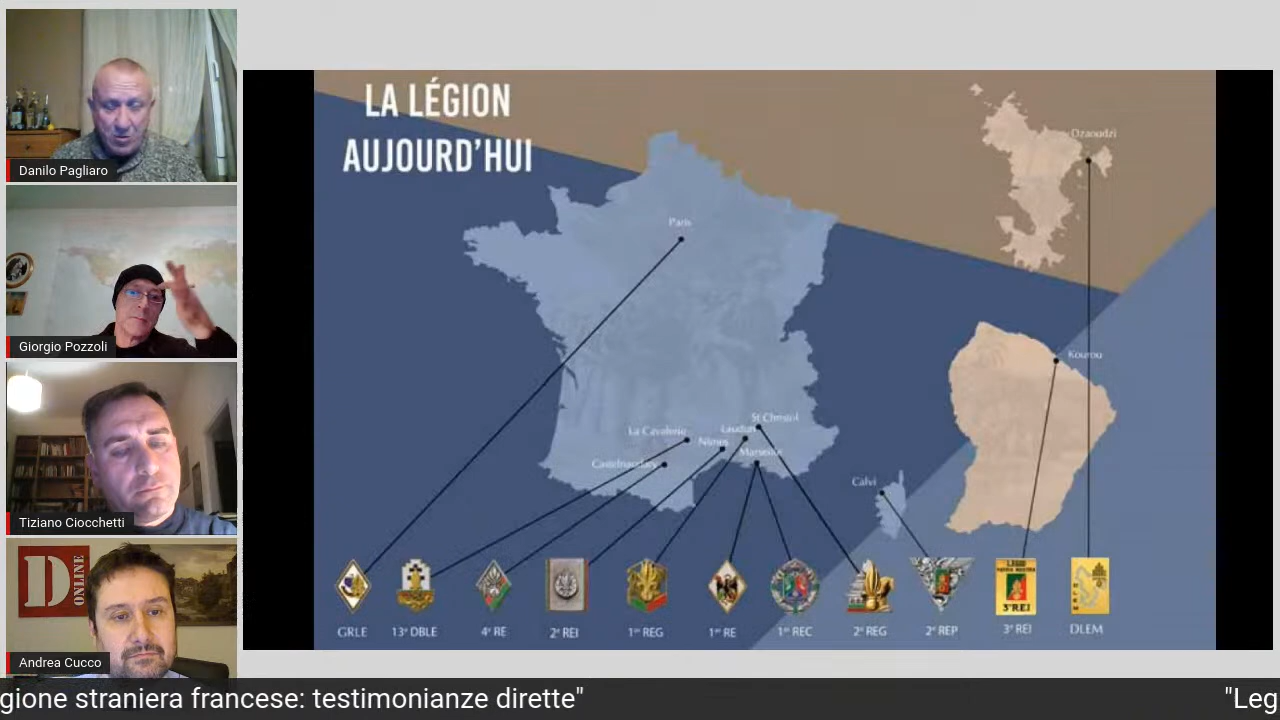 Danilo Pagliaro
Giorgio Pozzoli
Tiziano Ciocchetti
D
ONLINE
Andrea Cucco
LA LÉGION
AUJOURD'HUI
Paris
Dzaoudzi
Kourou
St Christol
Laudun
La Cavalerie
Nîmes
Marseille
Castelnaudary
Calvi
GRLE
13e DBLE
4e RE
2e REI
1er REG
1er RE
1er REC
2e REG
2e REP
3e REI
DLEM
3°REI
gione straniera francese: testimonianze dirette"
"Leg